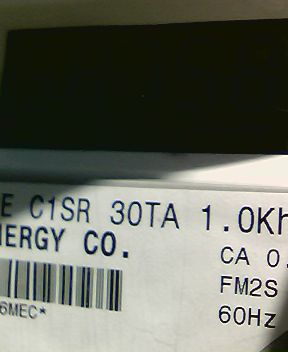 E C1SR 30TA 1.0Kh
NERGY CO.
CA 0.
FM2S
60Hz
6MEC*